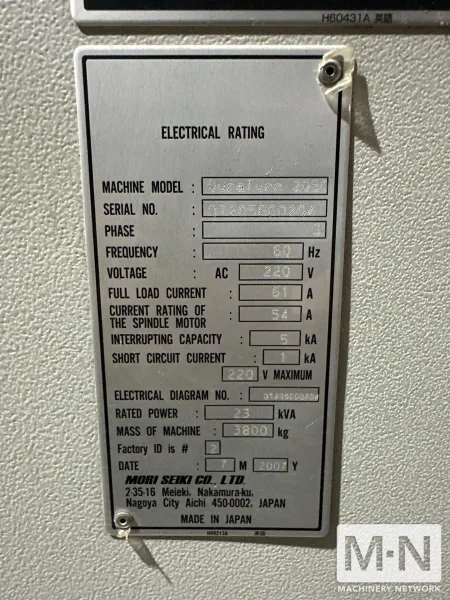 H60431A 英語
ELECTRICAL RATING
MACHINE MODEL :
SERIAL NO. :
PHASE : 3
FREQUENCY : 60 Hz
VOLTAGE : AC 220 V
FULL LOAD CURRENT : 61 A
CURRENT RATING OF THE SPINDLE MOTOR : 54 A
INTERRUPTING CAPACITY : 5 kA
SHORT CIRCUIT CURRENT : 1 kA
220 V MAXIMUM
ELECTRICAL DIAGRAM NO. :
RATED POWER : 23 kVA
MASS OF MACHINE : 3800 kg
Factory ID is # : 2
DATE : 7 M 2007 Y
MORI SEIKI CO., LTD.
2-35-16 Meieki, Nakamura-ku,
Nagoya City Aichi 450-0002, JAPAN
MADE IN JAPAN
英語
M-N
MACHINERY NETWORK